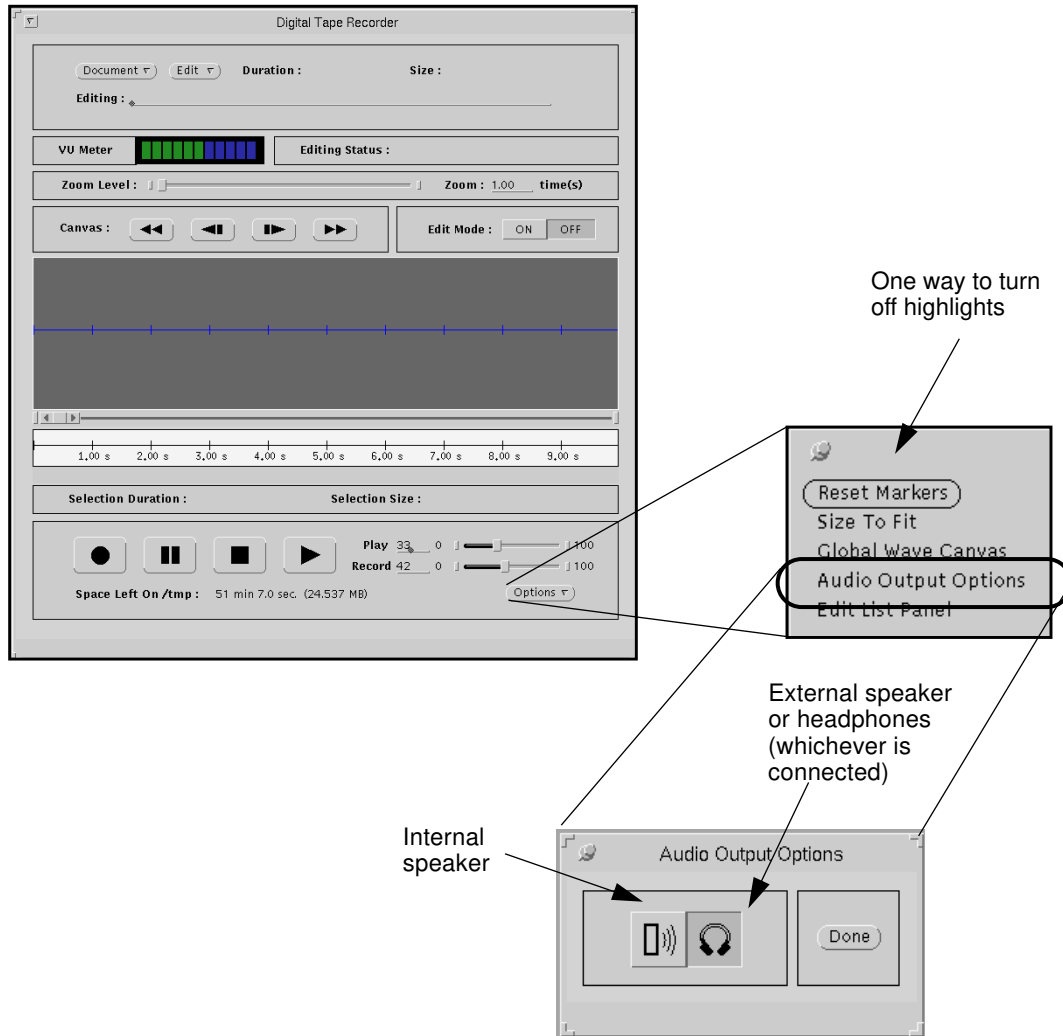 Digital Tape Recorder
Document Edit Duration : Size :
Editing :
VU Meter Editing Status :
Zoom Level : Zoom : 1.00 time(s)
Canvas : Edit Mode : ON OFF
1.00 s 2.00 s 3.00 s 4.00 s 5.00 s 6.00 s 7.00 s 8.00 s 9.00 s
Selection Duration : Selection Size :
Play 33 0 100
Record 42 0 100
Space Left On /tmp : 51 min 7.0 sec. (24.537 MB) Options
One way to turn
off highlights
Reset Markers
Size To Fit
Global Wave Canvas
Audio Output Options
Edit List Panel
External speaker
or headphones
(whichever is
connected)
Internal
speaker
Audio Output Options
Done